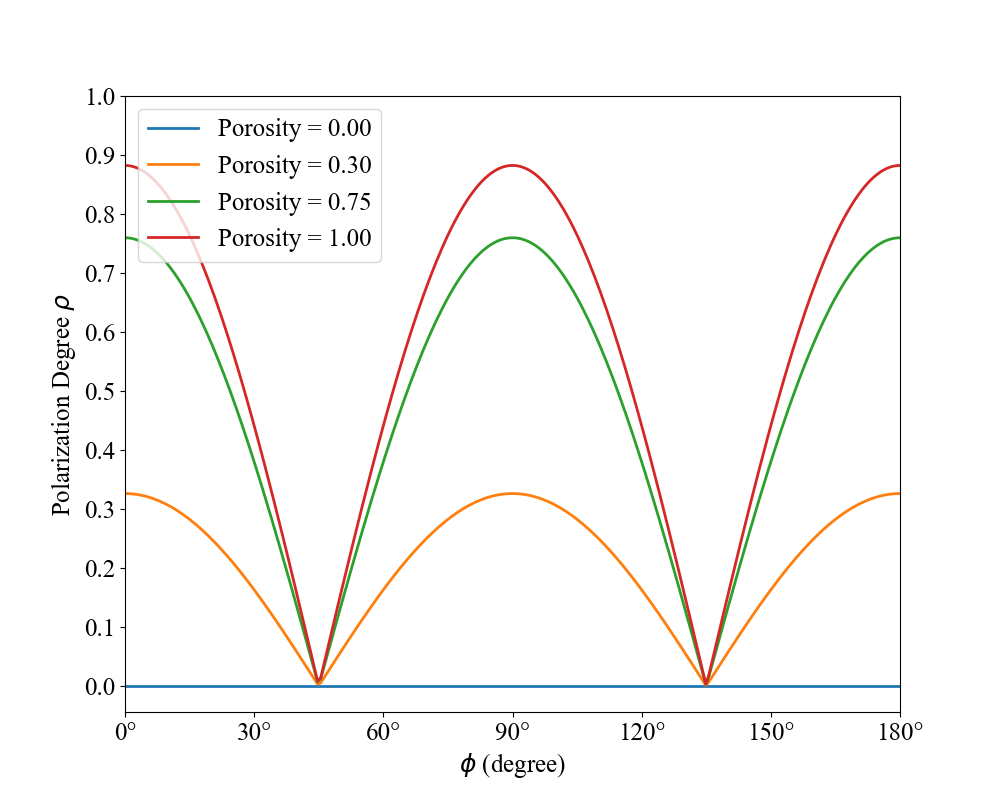 1.0
0.9
0.8
0.7
0.6
0.5
0.4
0.3
0.2
0.1
0.0
Polarization Degree ρ
Porosity = 0.00
Porosity = 0.30
Porosity = 0.75
Porosity = 1.00
0° 30° 60° 90° 120° 150° 180°
ϕ (degree)